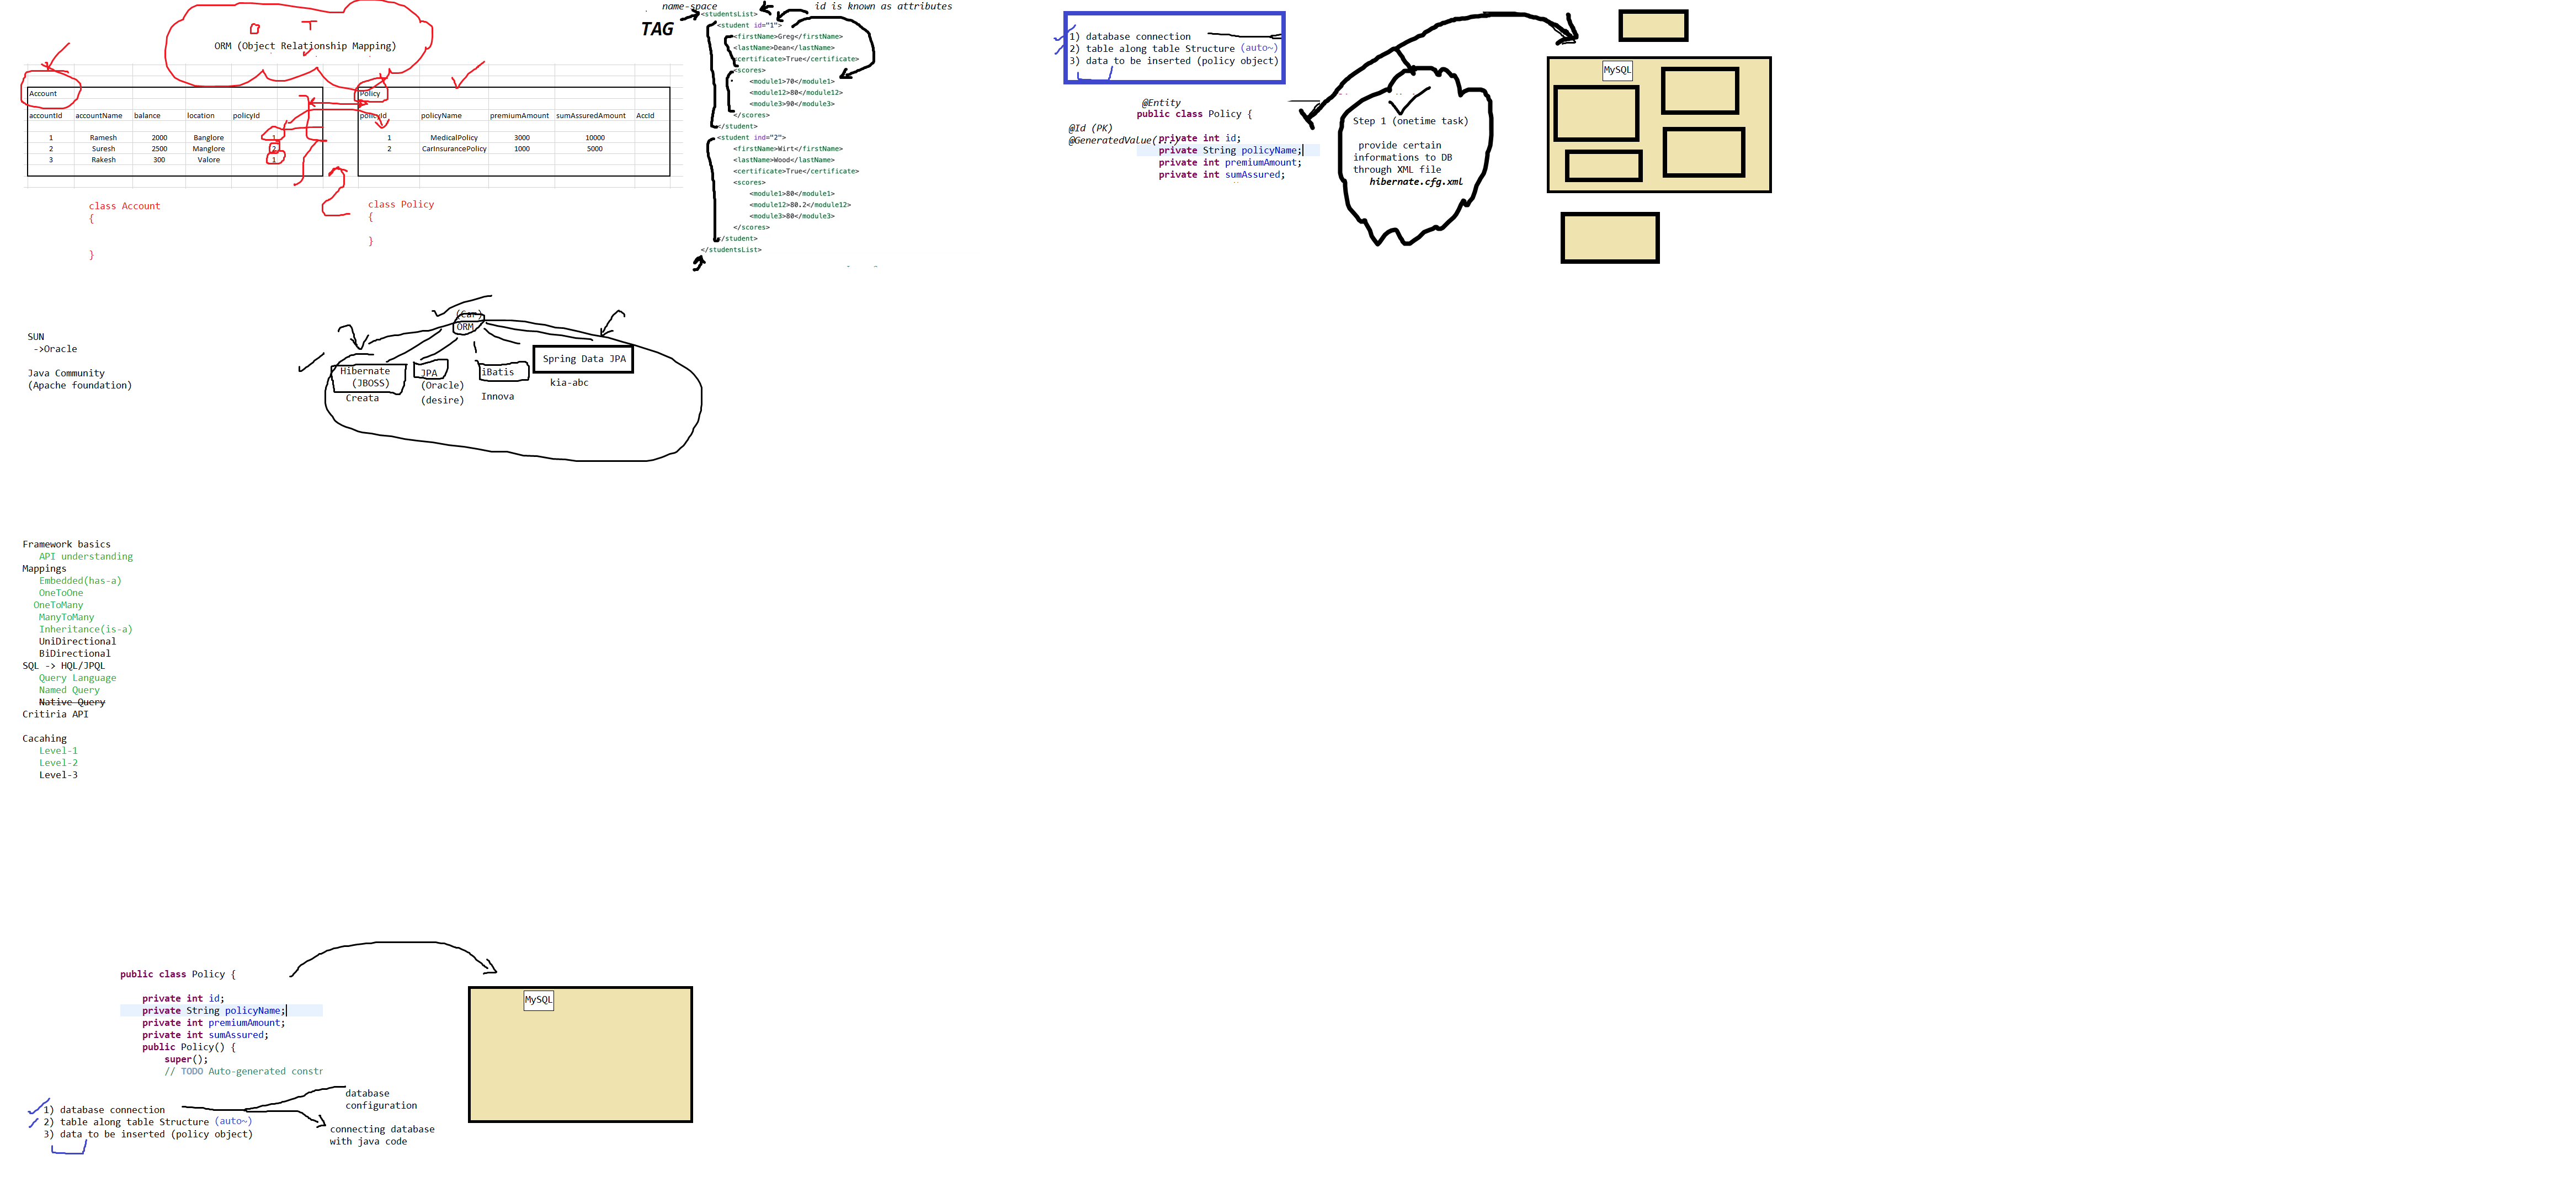 O T
ORM (Object Relationship Mapping)
Account
accountId accountName balance location policyId
1 Ramesh 2000 Banglore 1
2 Suresh 2500 Manglore 2
3 Rakesh 300 Valore 1
Policy
policyId policyName premiumAmount sumAssuredAmount AccId
1 MedicalPolicy 3000 10000
2 CarInsurancePolicy 1000 5000
class Account
{
}
class Policy
{
}
name-space
id is known as attributes
TAG
<studentsList>
<student id="1">
<firstName>Greg</firstName>
<lastName>Dean</lastName>
<certificate>True</certificate>
<scores>
<module1>70</module1>
<module12>80</module12>
<module3>90</module3>
</scores>
</student>
<student ind="2">
<firstName>Wirt</firstName>
<lastName>Wood</lastName>
<certificate>True</certificate>
<scores>
<module1>80</module1>
<module12>80.2</module12>
<module3>80</module3>
</scores>
</student>
</studentsList>
1) database connection
2) table along table Structure (auto~)
3) data to be inserted (policy object)
@Entity
public class Policy {
@Id (PK)
@GeneratedValue(...)
private int id;
private String policyName;
private int premiumAmount;
private int sumAssured;
Step 1 (onetime task)
provide certain
informations to DB
through XML file
hibernate.cfg.xml
MySQL
SUN
->Oracle
Java Community
(Apache foundation)
(Car)
ORM
Hibernate
(JBOSS)
Creata
JPA
(Oracle)
(desire)
iBatis
Innova
Spring Data JPA
kia-abc
Framework basics
API understanding
Mappings
Embedded(has-a)
OneToOne
OneToMany
ManyToMany
Inheritance(is-a)
UniDirectional
BiDirectional
SQL -> HQL/JPQL
Query Language
Named Query
Native Query
Critiria API
Cacahing
Level-1
Level-2
Level-3
public class Policy {
private int id;
private String policyName;
private int premiumAmount;
private int sumAssured;
public Policy() {
super();
// TODO Auto-generated constr
MySQL
1) database connection
2) table along table Structure (auto~)
3) data to be inserted (policy object)
database
configuration
connecting database
with java code